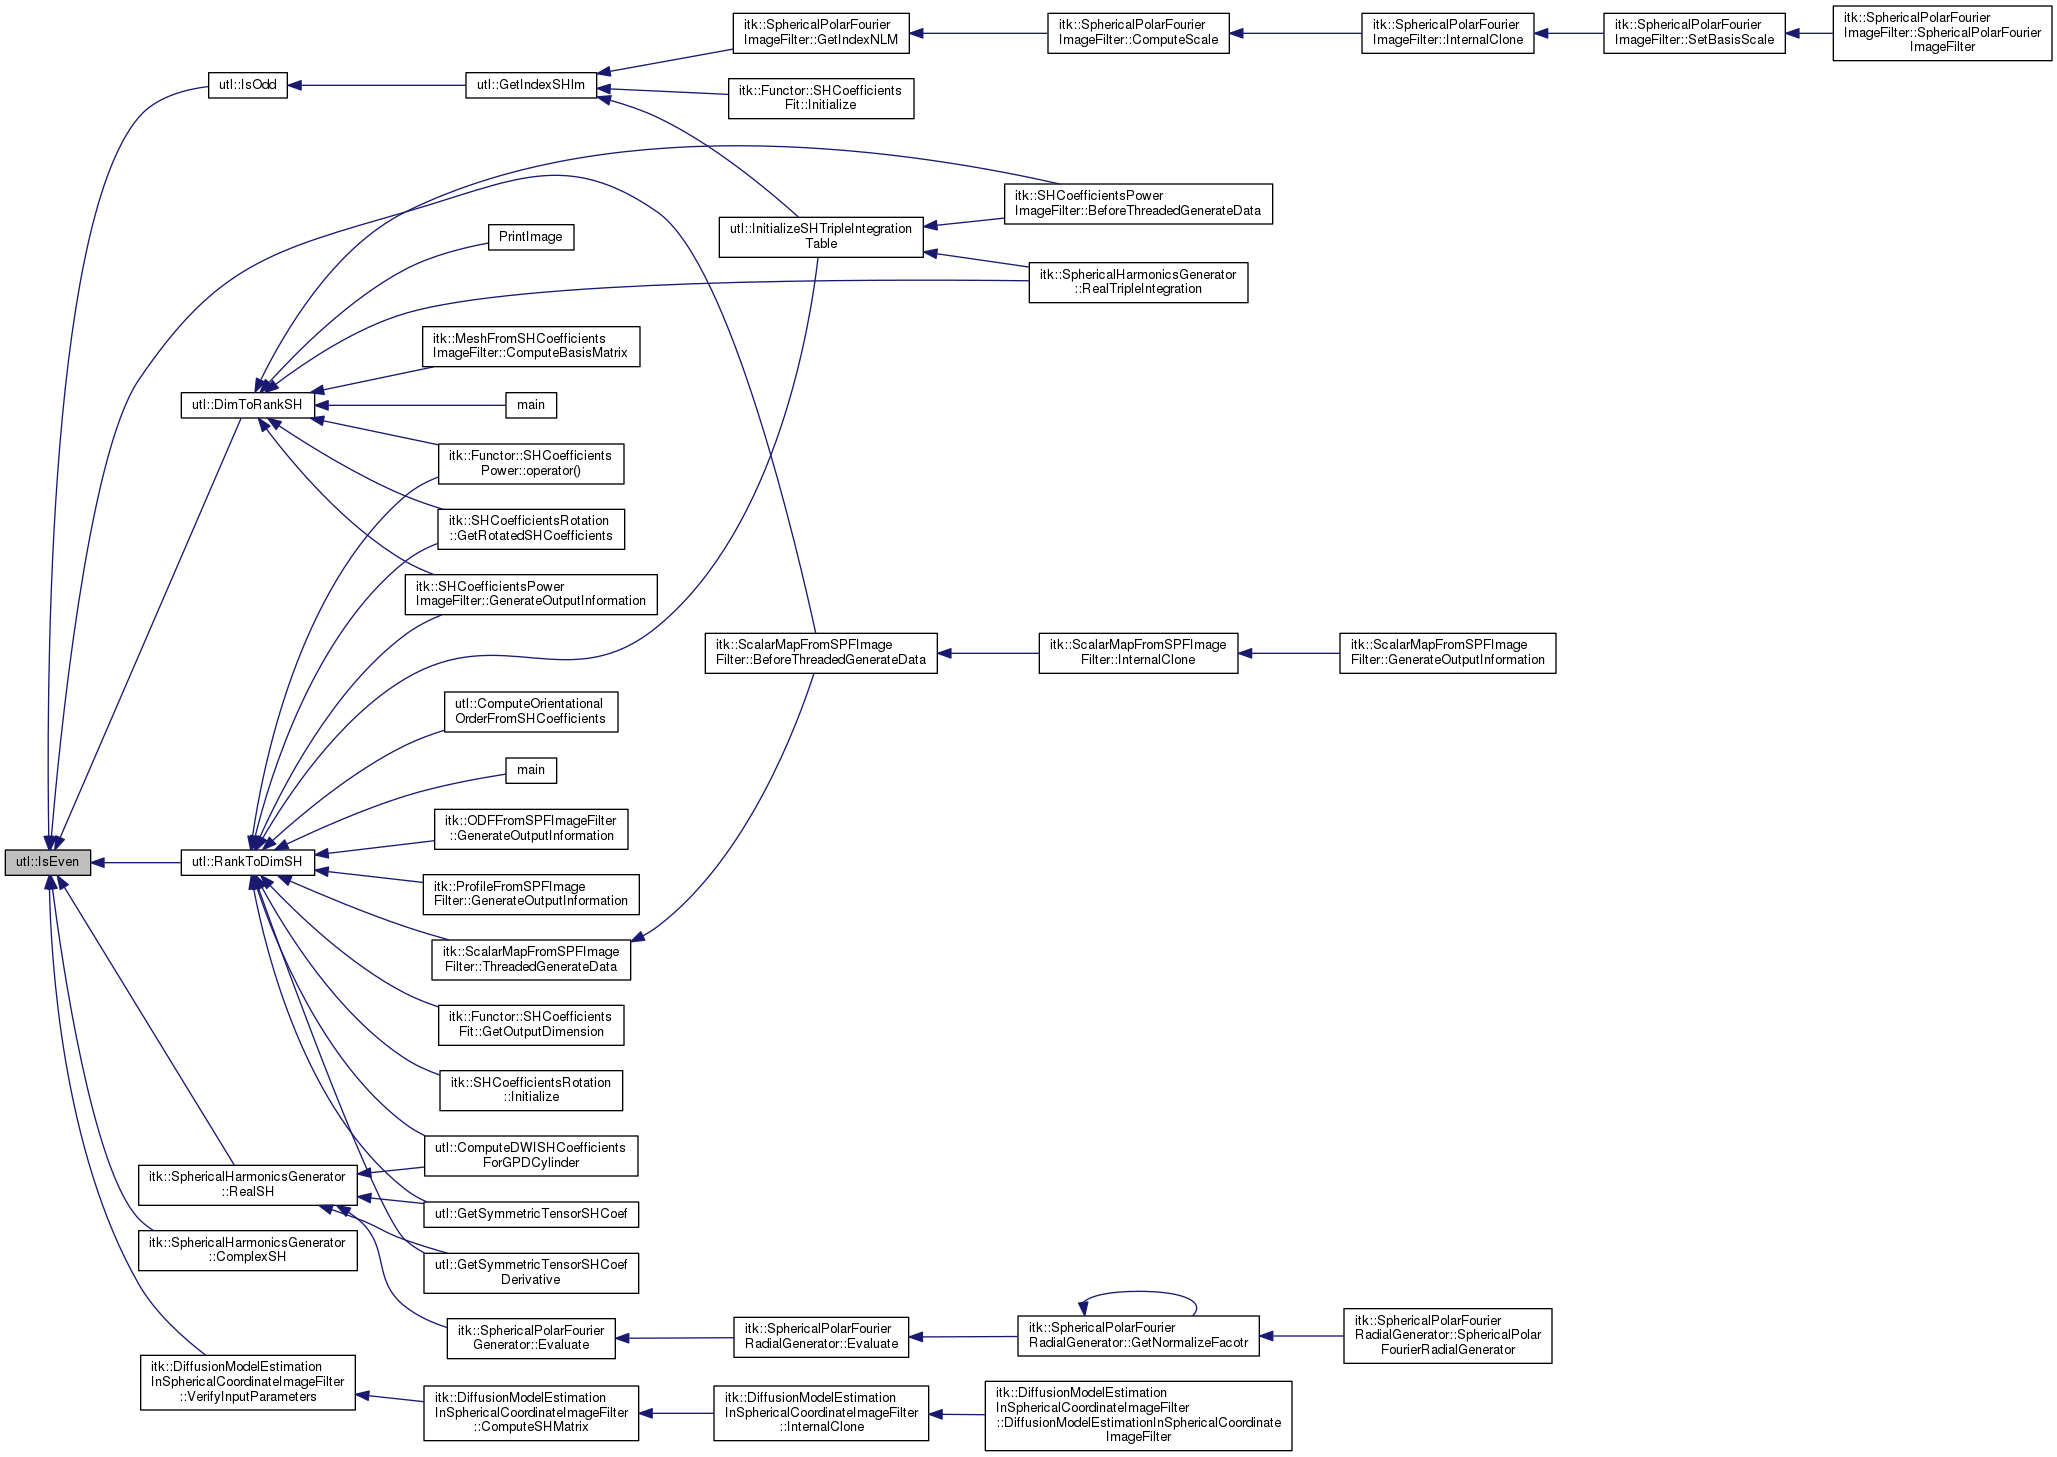 itk::SphericalPolarFourier
ImageFilter::GetIndexNLM
itk::SphericalPolarFourier
ImageFilter::ComputeScale
itk::SphericalPolarFourier
ImageFilter::InternalClone
itk::SphericalPolarFourier
ImageFilter::SetBasisScale
itk::SphericalPolarFourier
ImageFilter::SphericalPolarFourier
ImageFilter
utl::IsOdd
utl::GetIndexSHlm
itk::Functor::SHCoefficients
Fit::Initialize
itk::SHCoefficientsPower
ImageFilter::BeforeThreadedGenerateData
utl::InitializeSHTripleIntegration
Table
PrintImage
itk::SphericalHarmonicsGenerator
::RealTripleIntegration
itk::MeshFromSHCoefficients
ImageFilter::ComputeBasisMatrix
utl::DimToRankSH
main
itk::Functor::SHCoefficients
Power::operator()
itk::SHCoefficientsRotation
::GetRotatedSHCoefficients
itk::SHCoefficientsPower
ImageFilter::GenerateOutputInformation
itk::ScalarMapFromSPFImage
Filter::BeforeThreadedGenerateData
itk::ScalarMapFromSPFImage
Filter::InternalClone
itk::ScalarMapFromSPFImage
Filter::GenerateOutputInformation
utl::ComputeOrientational
OrderFromSHCoefficients
main
itk::ODFFromSPFImageFilter
::GenerateOutputInformation
utl::IsEven
utl::RankToDimSH
itk::ProfileFromSPFImage
Filter::GenerateOutputInformation
itk::ScalarMapFromSPFImage
Filter::ThreadedGenerateData
itk::Functor::SHCoefficients
Fit::GetOutputDimension
itk::SHCoefficientsRotation
::Initialize
utl::ComputeDWISHCoefficients
ForGPDCylinder
itk::SphericalHarmonicsGenerator
::RealSH
utl::GetSymmetricTensorSHCoef
itk::SphericalHarmonicsGenerator
::ComplexSH
utl::GetSymmetricTensorSHCoef
Derivative
itk::SphericalPolarFourier
Generator::Evaluate
itk::SphericalPolarFourier
RadialGenerator::Evaluate
itk::SphericalPolarFourier
RadialGenerator::GetNormalizeFacotr
itk::SphericalPolarFourier
RadialGenerator::SphericalPolar
FourierRadialGenerator
itk::DiffusionModelEstimation
InSphericalCoordinateImageFilter
::VerifyInputParameters
itk::DiffusionModelEstimation
InSphericalCoordinateImageFilter
::ComputeSHMatrix
itk::DiffusionModelEstimation
InSphericalCoordinateImageFilter
::InternalClone
itk::DiffusionModelEstimation
InSphericalCoordinateImageFilter
::DiffusionModelEstimationInSphericalCoordinate
ImageFilter